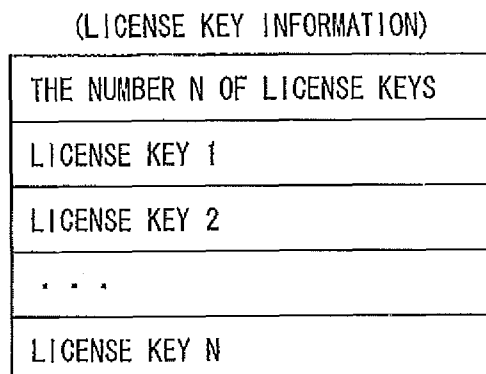 (LICENSE KEY INFORMATION)
THE NUMBER N OF LICENSE KEYS
LICENSE KEY 1
LICENSE KEY 2
...
LICENSE KEY N